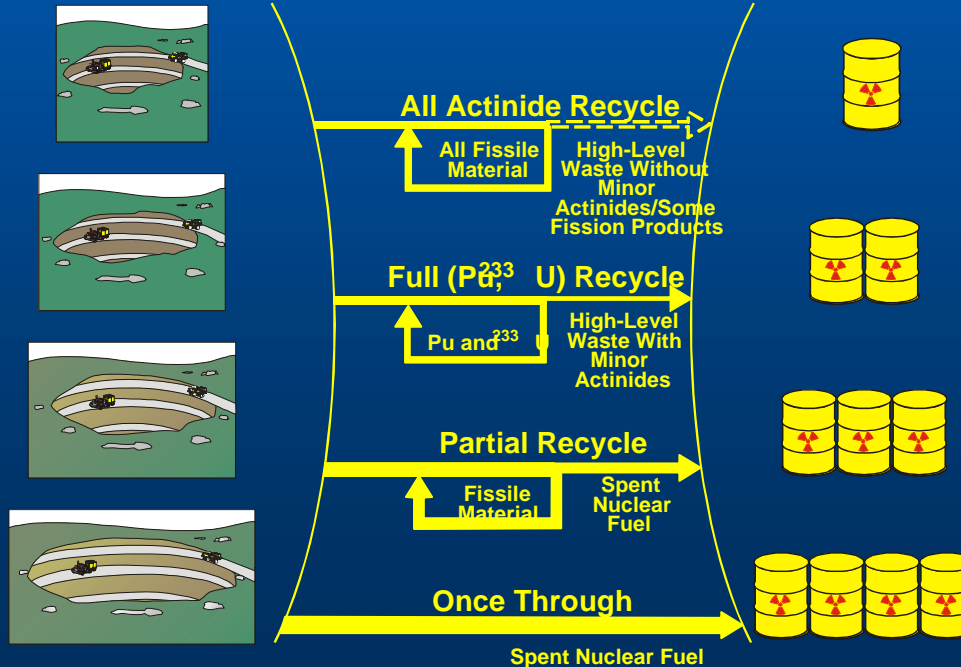 All Actinide Recycle
All Fissile
Material
High-Level
Waste Without
Minor
Actinides/Some
Fission Products
Full (Pu, 233 U) Recycle
Pu and 233 U
High-Level
Waste With
Minor
Actinides
Partial Recycle
Fissile
Material
Spent
Nuclear
Fuel
Once Through
Spent Nuclear Fuel